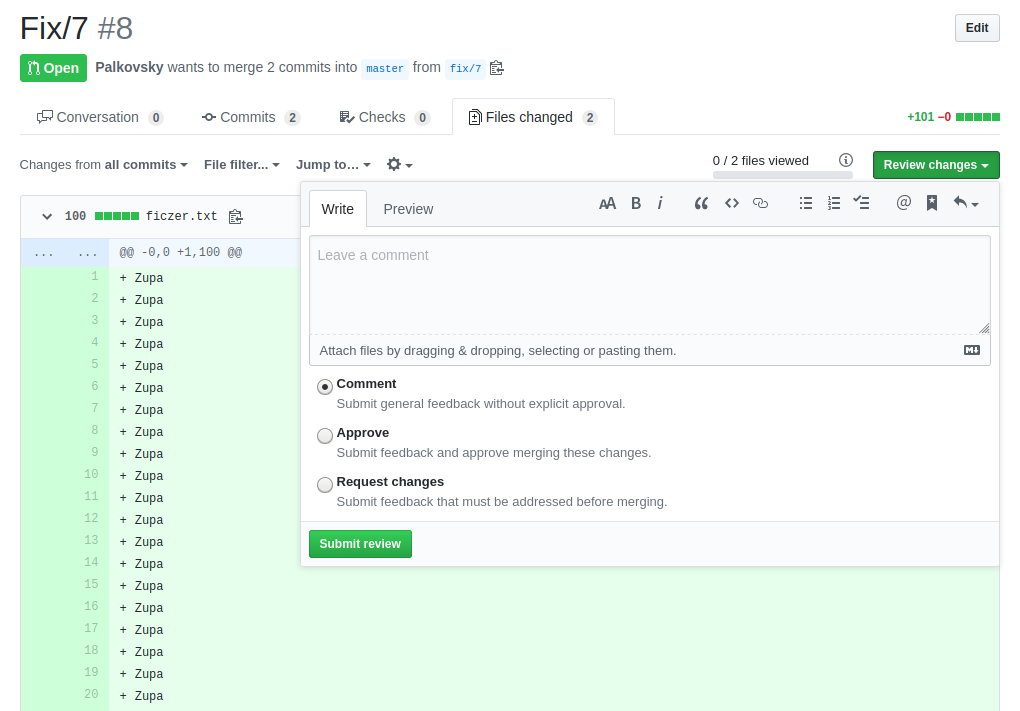 Fix/7 #8
Edit
Open Palkovsky wants to merge 2 commits into master from fix/7
Conversation 0 Commits 2 Checks 0 Files changed 2 +101 −0
Changes from all commits File filter... Jump to… 0 / 2 files viewed Review changes
100 ficzer.txt
Write Preview AA B i
... ... @@ -0,0 +1,100 @@
Leave a comment
Attach files by dragging & dropping, selecting or pasting them.
Comment
Submit general feedback without explicit approval.
Approve
Submit feedback and approve merging these changes.
Request changes
Submit feedback that must be addressed before merging.
Submit review
1 + Zupa
2 + Zupa
3 + Zupa
4 + Zupa
5 + Zupa
6 + Zupa
7 + Zupa
8 + Zupa
9 + Zupa
10 + Zupa
11 + Zupa
12 + Zupa
13 + Zupa
14 + Zupa
15 + Zupa
16 + Zupa
17 + Zupa
18 + Zupa
19 + Zupa
20 + Zupa